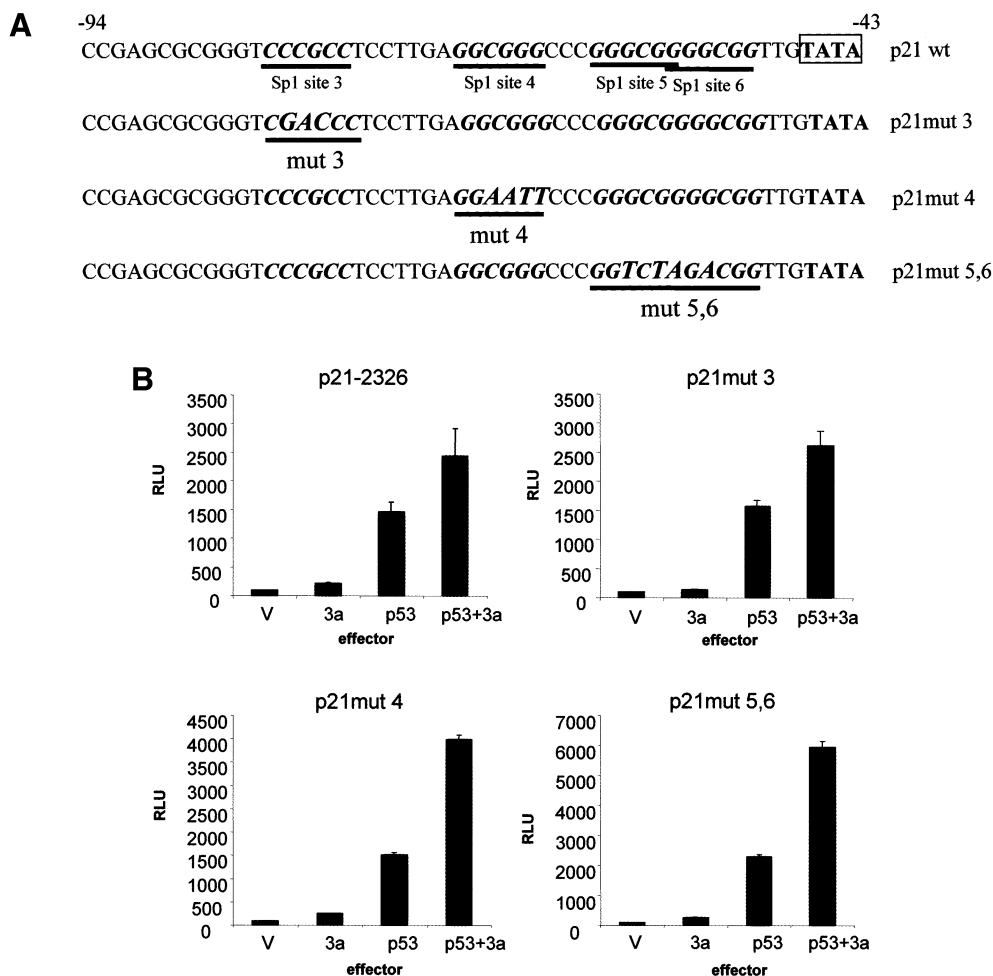 A
-94 -43
CCGAGCGCGGGTCCCGCCTCCTTGAGGCGGGCCCGGGCGGGGCGGTTGTATA p21 wt
Sp1 site 3 Sp1 site 4 Sp1 site 5 Sp1 site 6
CCGAGCGCGGGTCGACCCTCCTTGAGGCGGGCCCGGGCGGGGCGGTTGTATA p21mut 3
mut 3
CCGAGCGCGGGTCCCGCCTCCTTGAGGAATTCCCGGGCGGGGCGGTTGTATA p21mut 4
mut 4
CCGAGCGCGGGTCCCGCCTCCTTGAGGCGGGCCCGGTCTAGACGGTTGTATA p21mut 5,6
mut 5,6
B
p21-2326
3500
3000
2500
2000
1500
1000
500
0
RLU
V 3a p53 p53+3a
effector
p21mut 3
3500
3000
2500
2000
1500
1000
500
0
RLU
V 3a p53 p53+3a
effector
p21mut 4
4500
4000
3500
3000
2500
2000
1500
1000
500
0
RLU
V 3a p53 p53+3a
effector
p21mut 5,6
7000
6000
5000
4000
3000
2000
1000
0
RLU
V 3a p53 p53+3a
effector